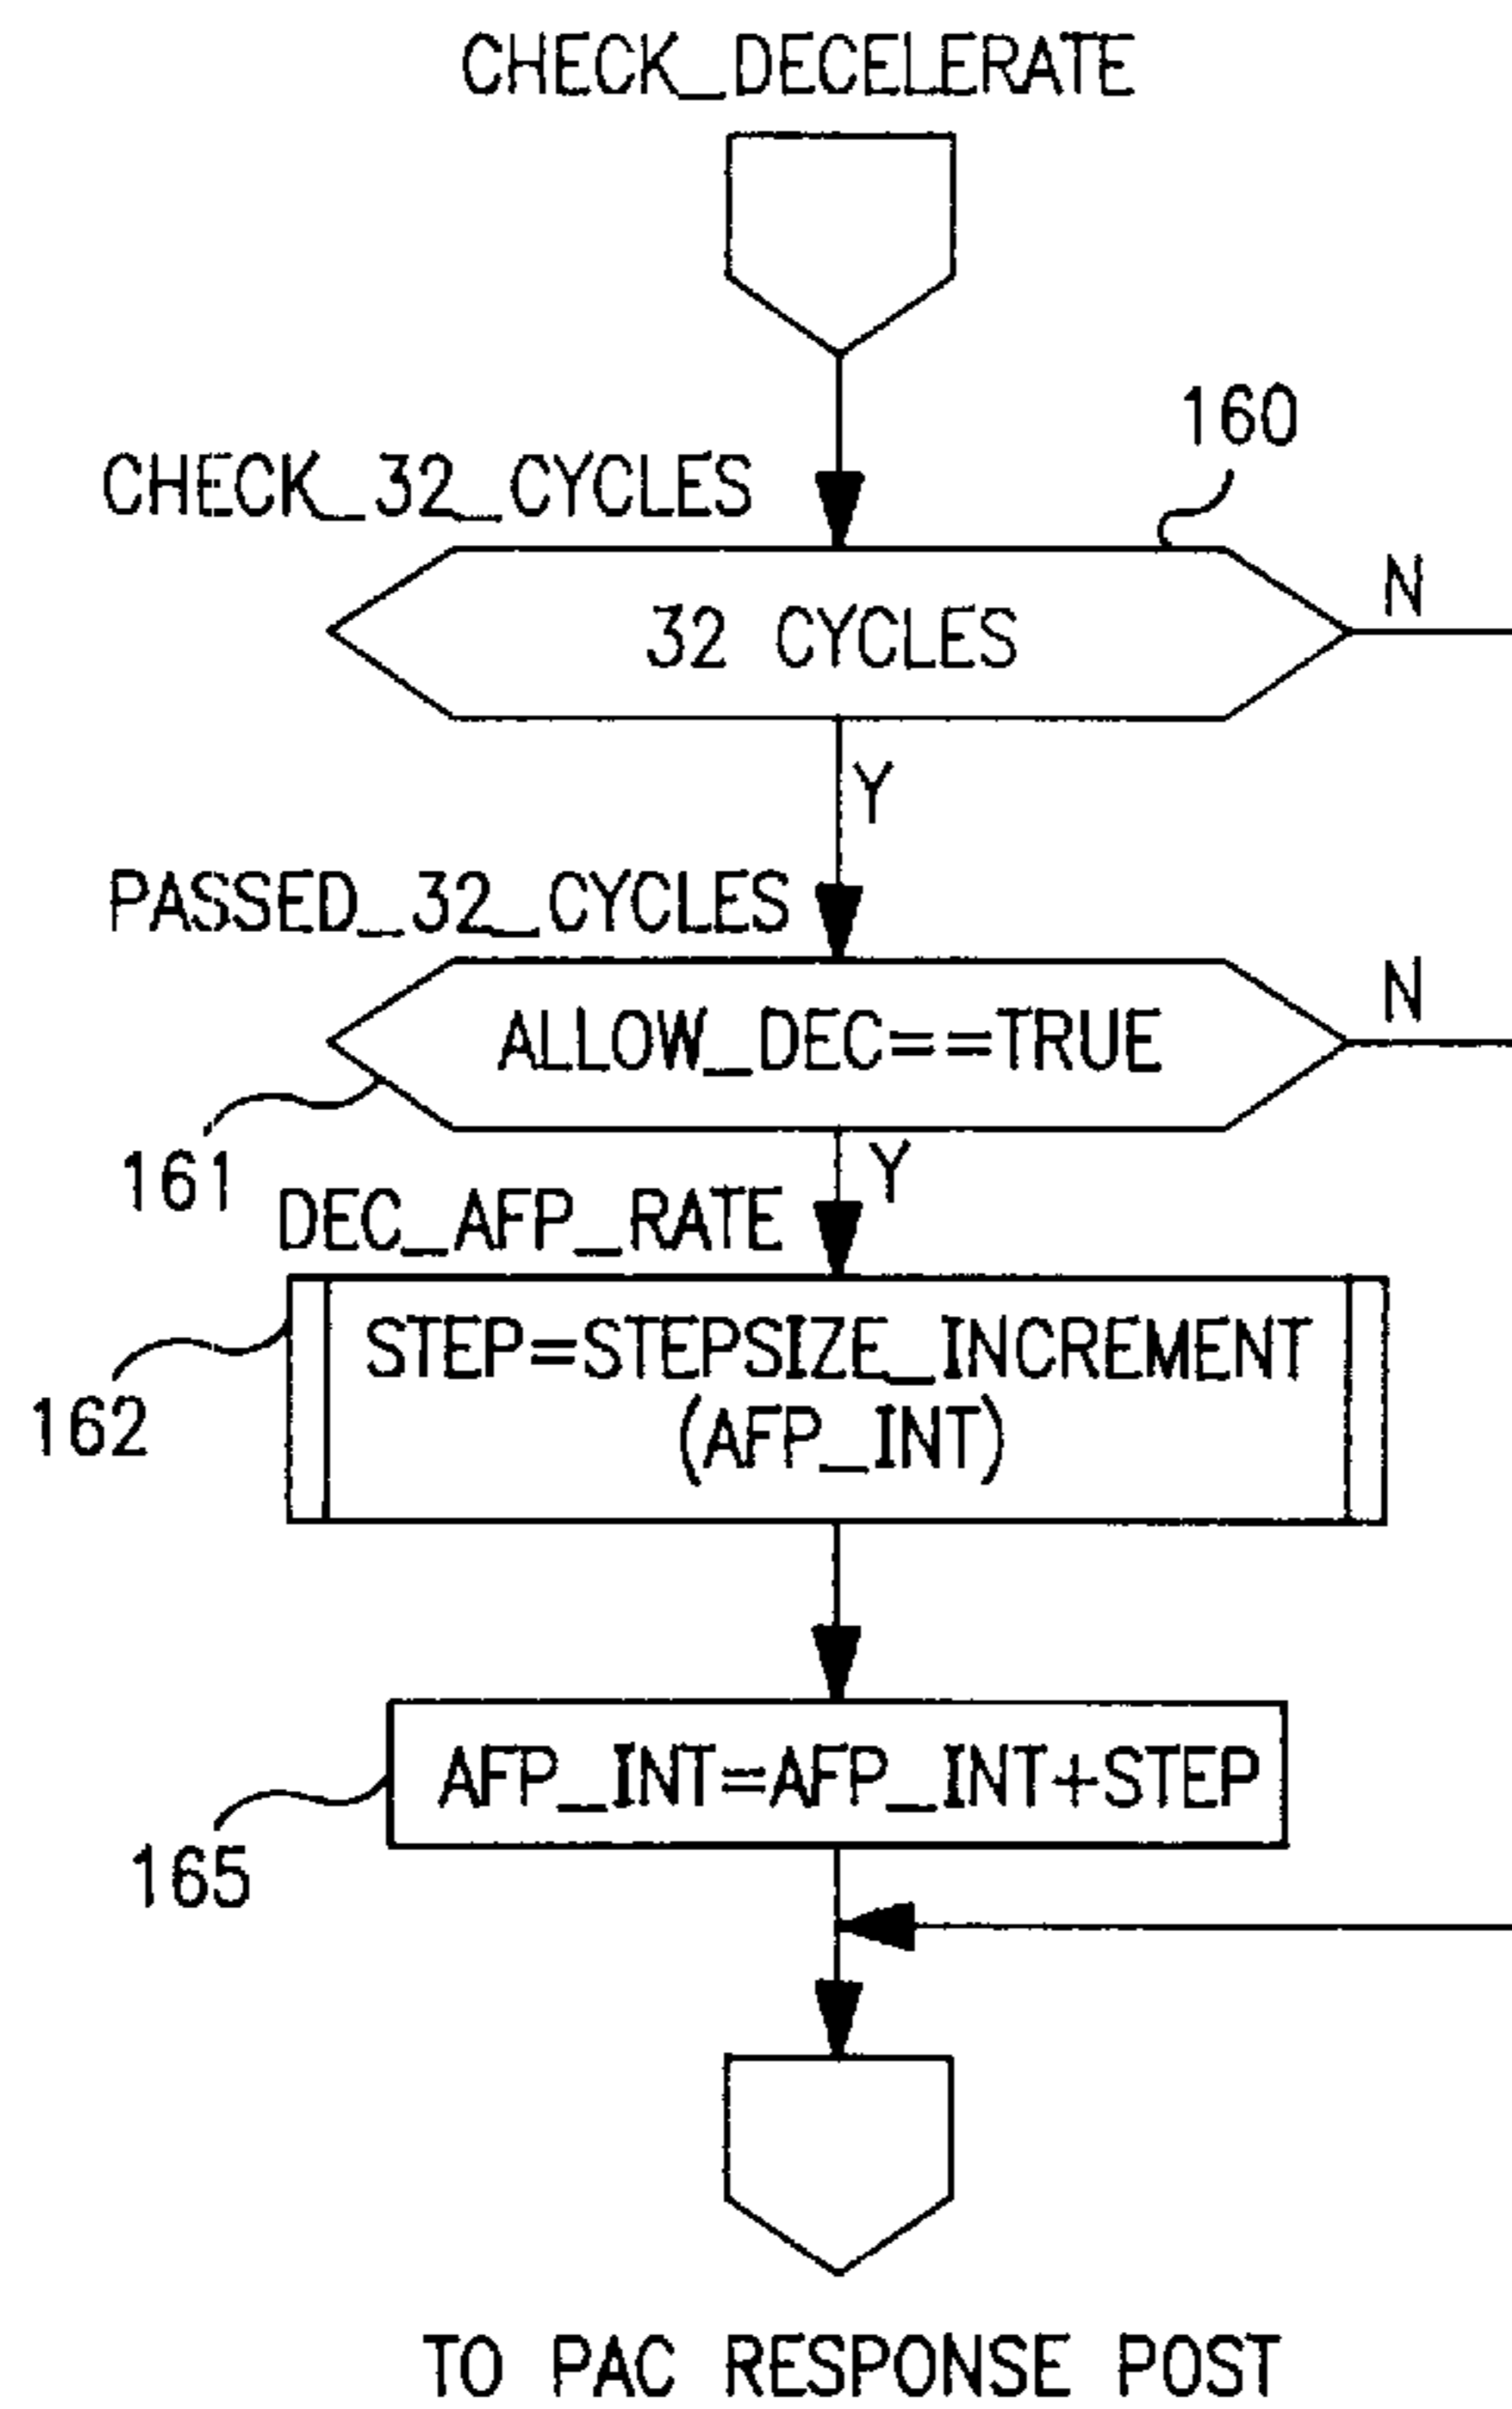 CHECK_DECELERATE
160
CHECK_32_CYCLES
N
32 CYCLES
Y
PASSED_32_CYCLES
N
ALLOW_DEC==TRUE
161
Y
DEC_AFP_RATE
STEP=STEPSIZE_INCREMENT
(AFP_INT)
162
AFP_INT=AFP_INT+STEP
165
TO PAC RESPONSE POST